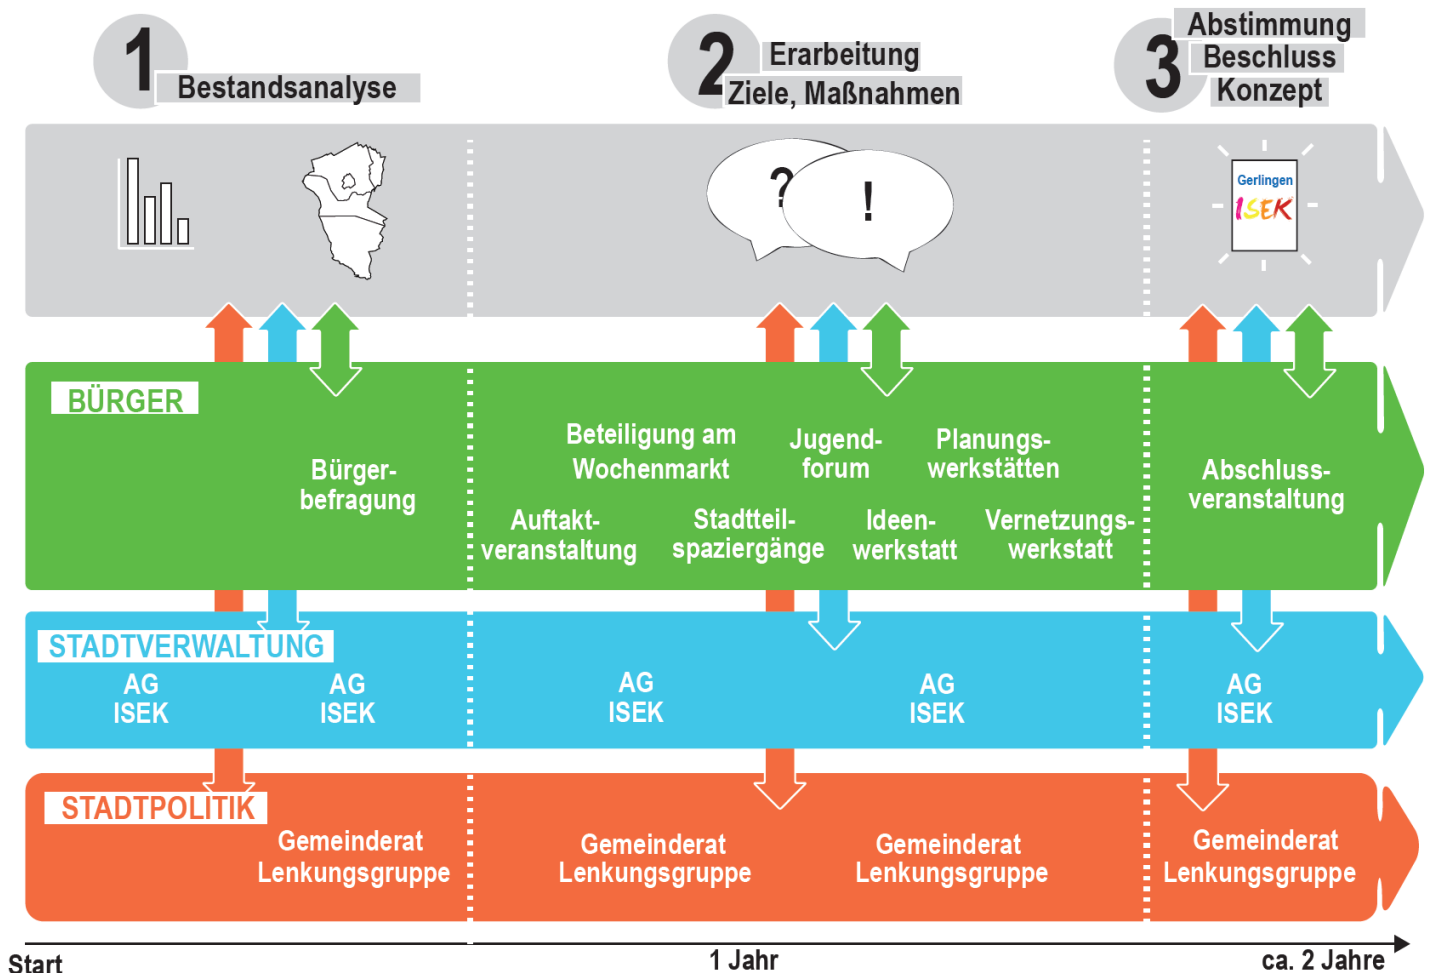 1
Bestandsanalyse
2
Erarbeitung
Ziele, Maßnahmen
3
Abstimmung
Beschluss
Konzept
?
!
Gerlingen
ISEK
BÜRGER
Bürger-
befragung
Beteiligung am
Wochenmarkt
Jugend-
forum
Planungs-
werkstätten
Auftakt-
veranstaltung
Stadtteil-
spaziergänge
Ideen-
werkstatt
Vernetzungs-
werkstatt
Abschluss-
veranstaltung
STADTVERWALTUNG
AG
ISEK
AG
ISEK
AG
ISEK
AG
ISEK
AG
ISEK
STADTPOLITIK
Gemeinderat
Lenkungsgruppe
Gemeinderat
Lenkungsgruppe
Gemeinderat
Lenkungsgruppe
Gemeinderat
Lenkungsgruppe
Start
1 Jahr
ca. 2 Jahre